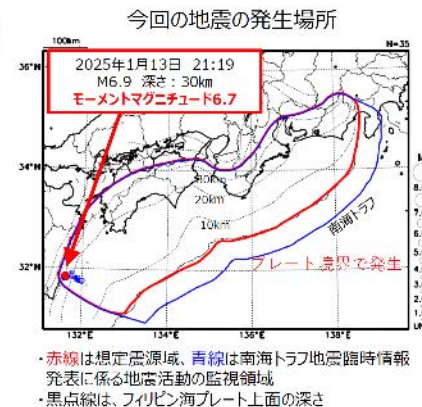 今回の地震の発生場所
100km
N=35
2025年1月13日 21:19
M6.9 深さ：30km
モーメントマグニチュード6.7
36°N
34°N
32°N
30km
20km
10km
南海トラフ
プレート境界で発生
132°E
134°E
136°E
138°E
M
・赤線は想定震源域、青線は南海トラフ地震臨時情報
発表に係る地震活動の監視領域
・黒点線は、フィリピン海プレート上面の深さ